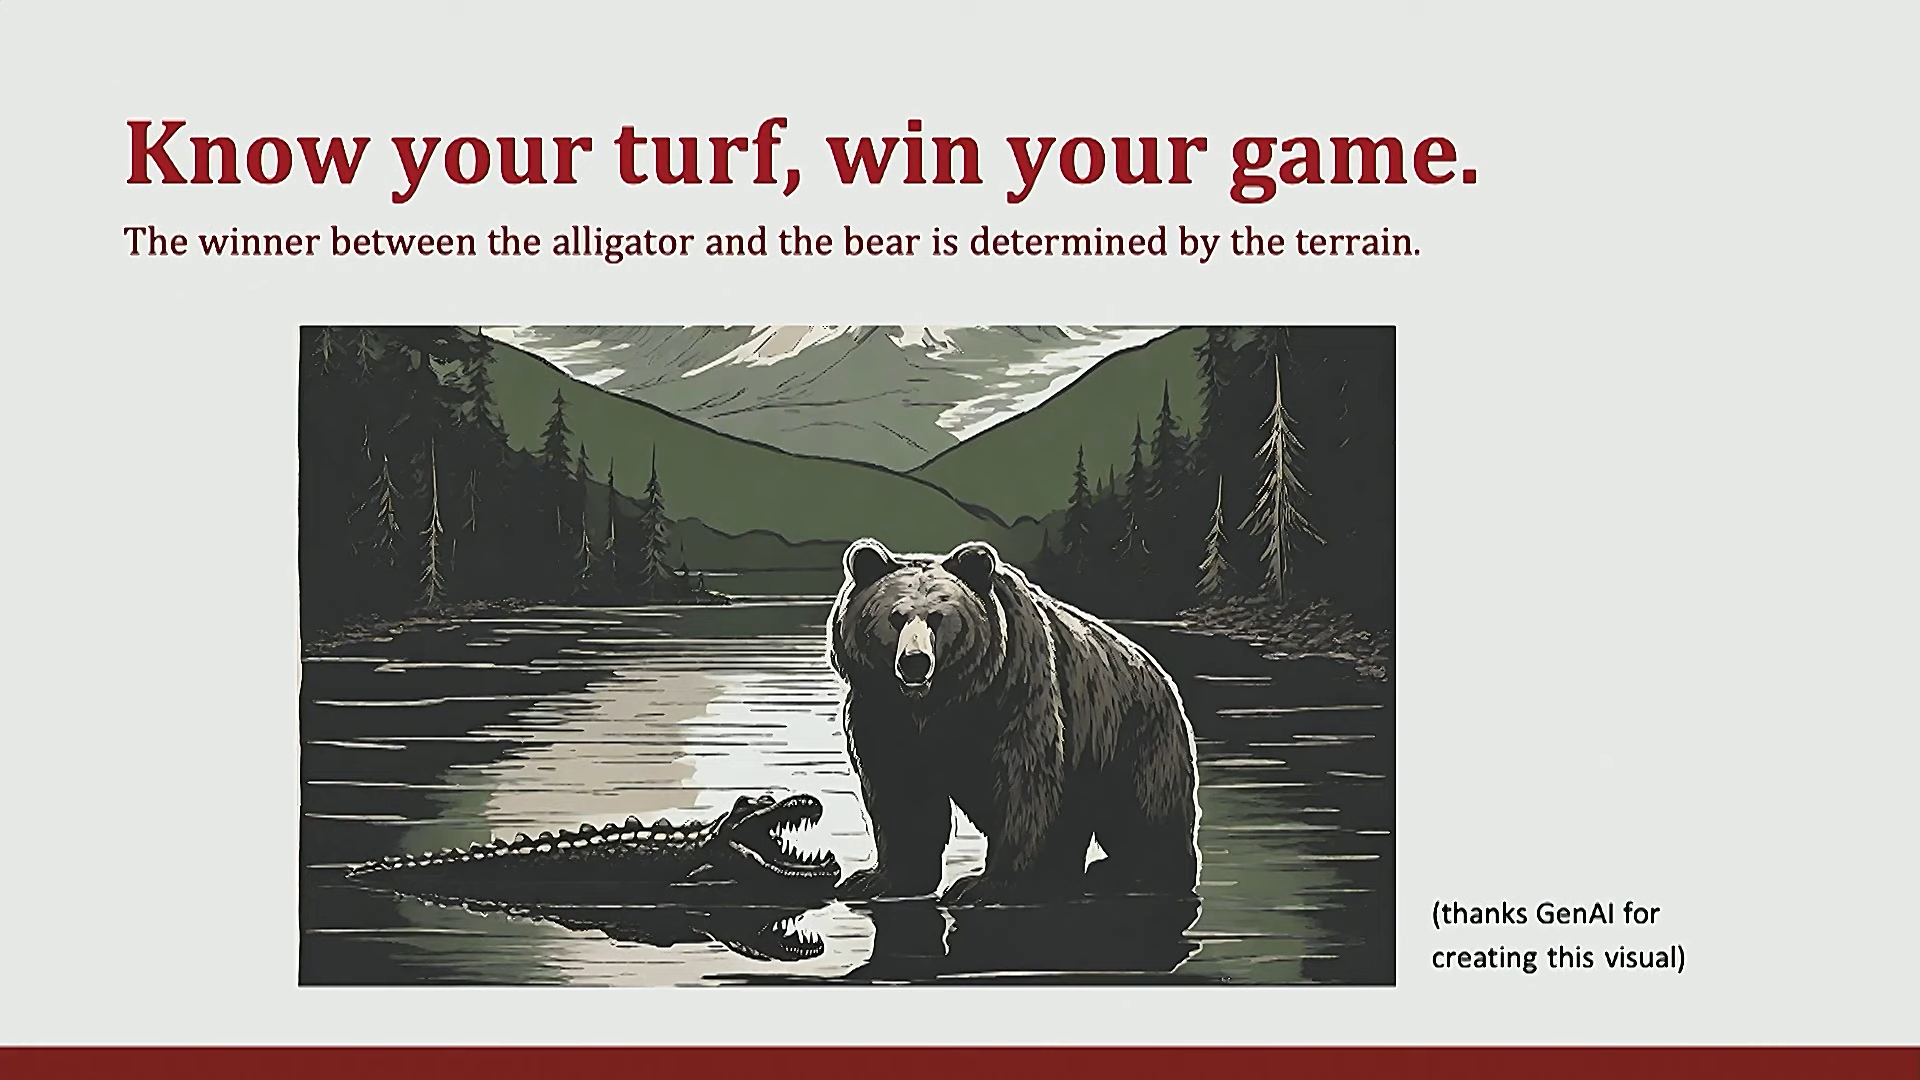 Know your turf, win your game.
The winner between the alligator and the bear is determined by the terrain.
(thanks GenAI for
creating this visual)